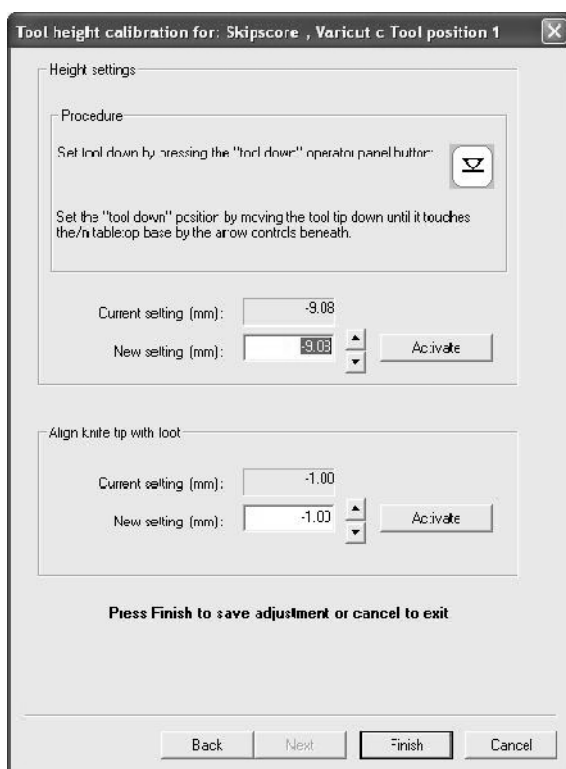 Tool height calibration for: Skipscore , Varicut c Tool position 1
Height settings
Procedure
Set tool down by pressing the "tool down" operator panel button:
Set the "tool down" position by moving the tool tip down until it touches
the/n tabletop base by the arrow controls beneath.
Current setting (mm):
-9.08
New setting (mm):
-9.08
Activate
Align knife tip with foot
Current setting (mm):
-1.00
New setting (mm):
-1.00
Activate
Press Finish to save adjustment or cancel to exit
Back
Next
Finish
Cancel